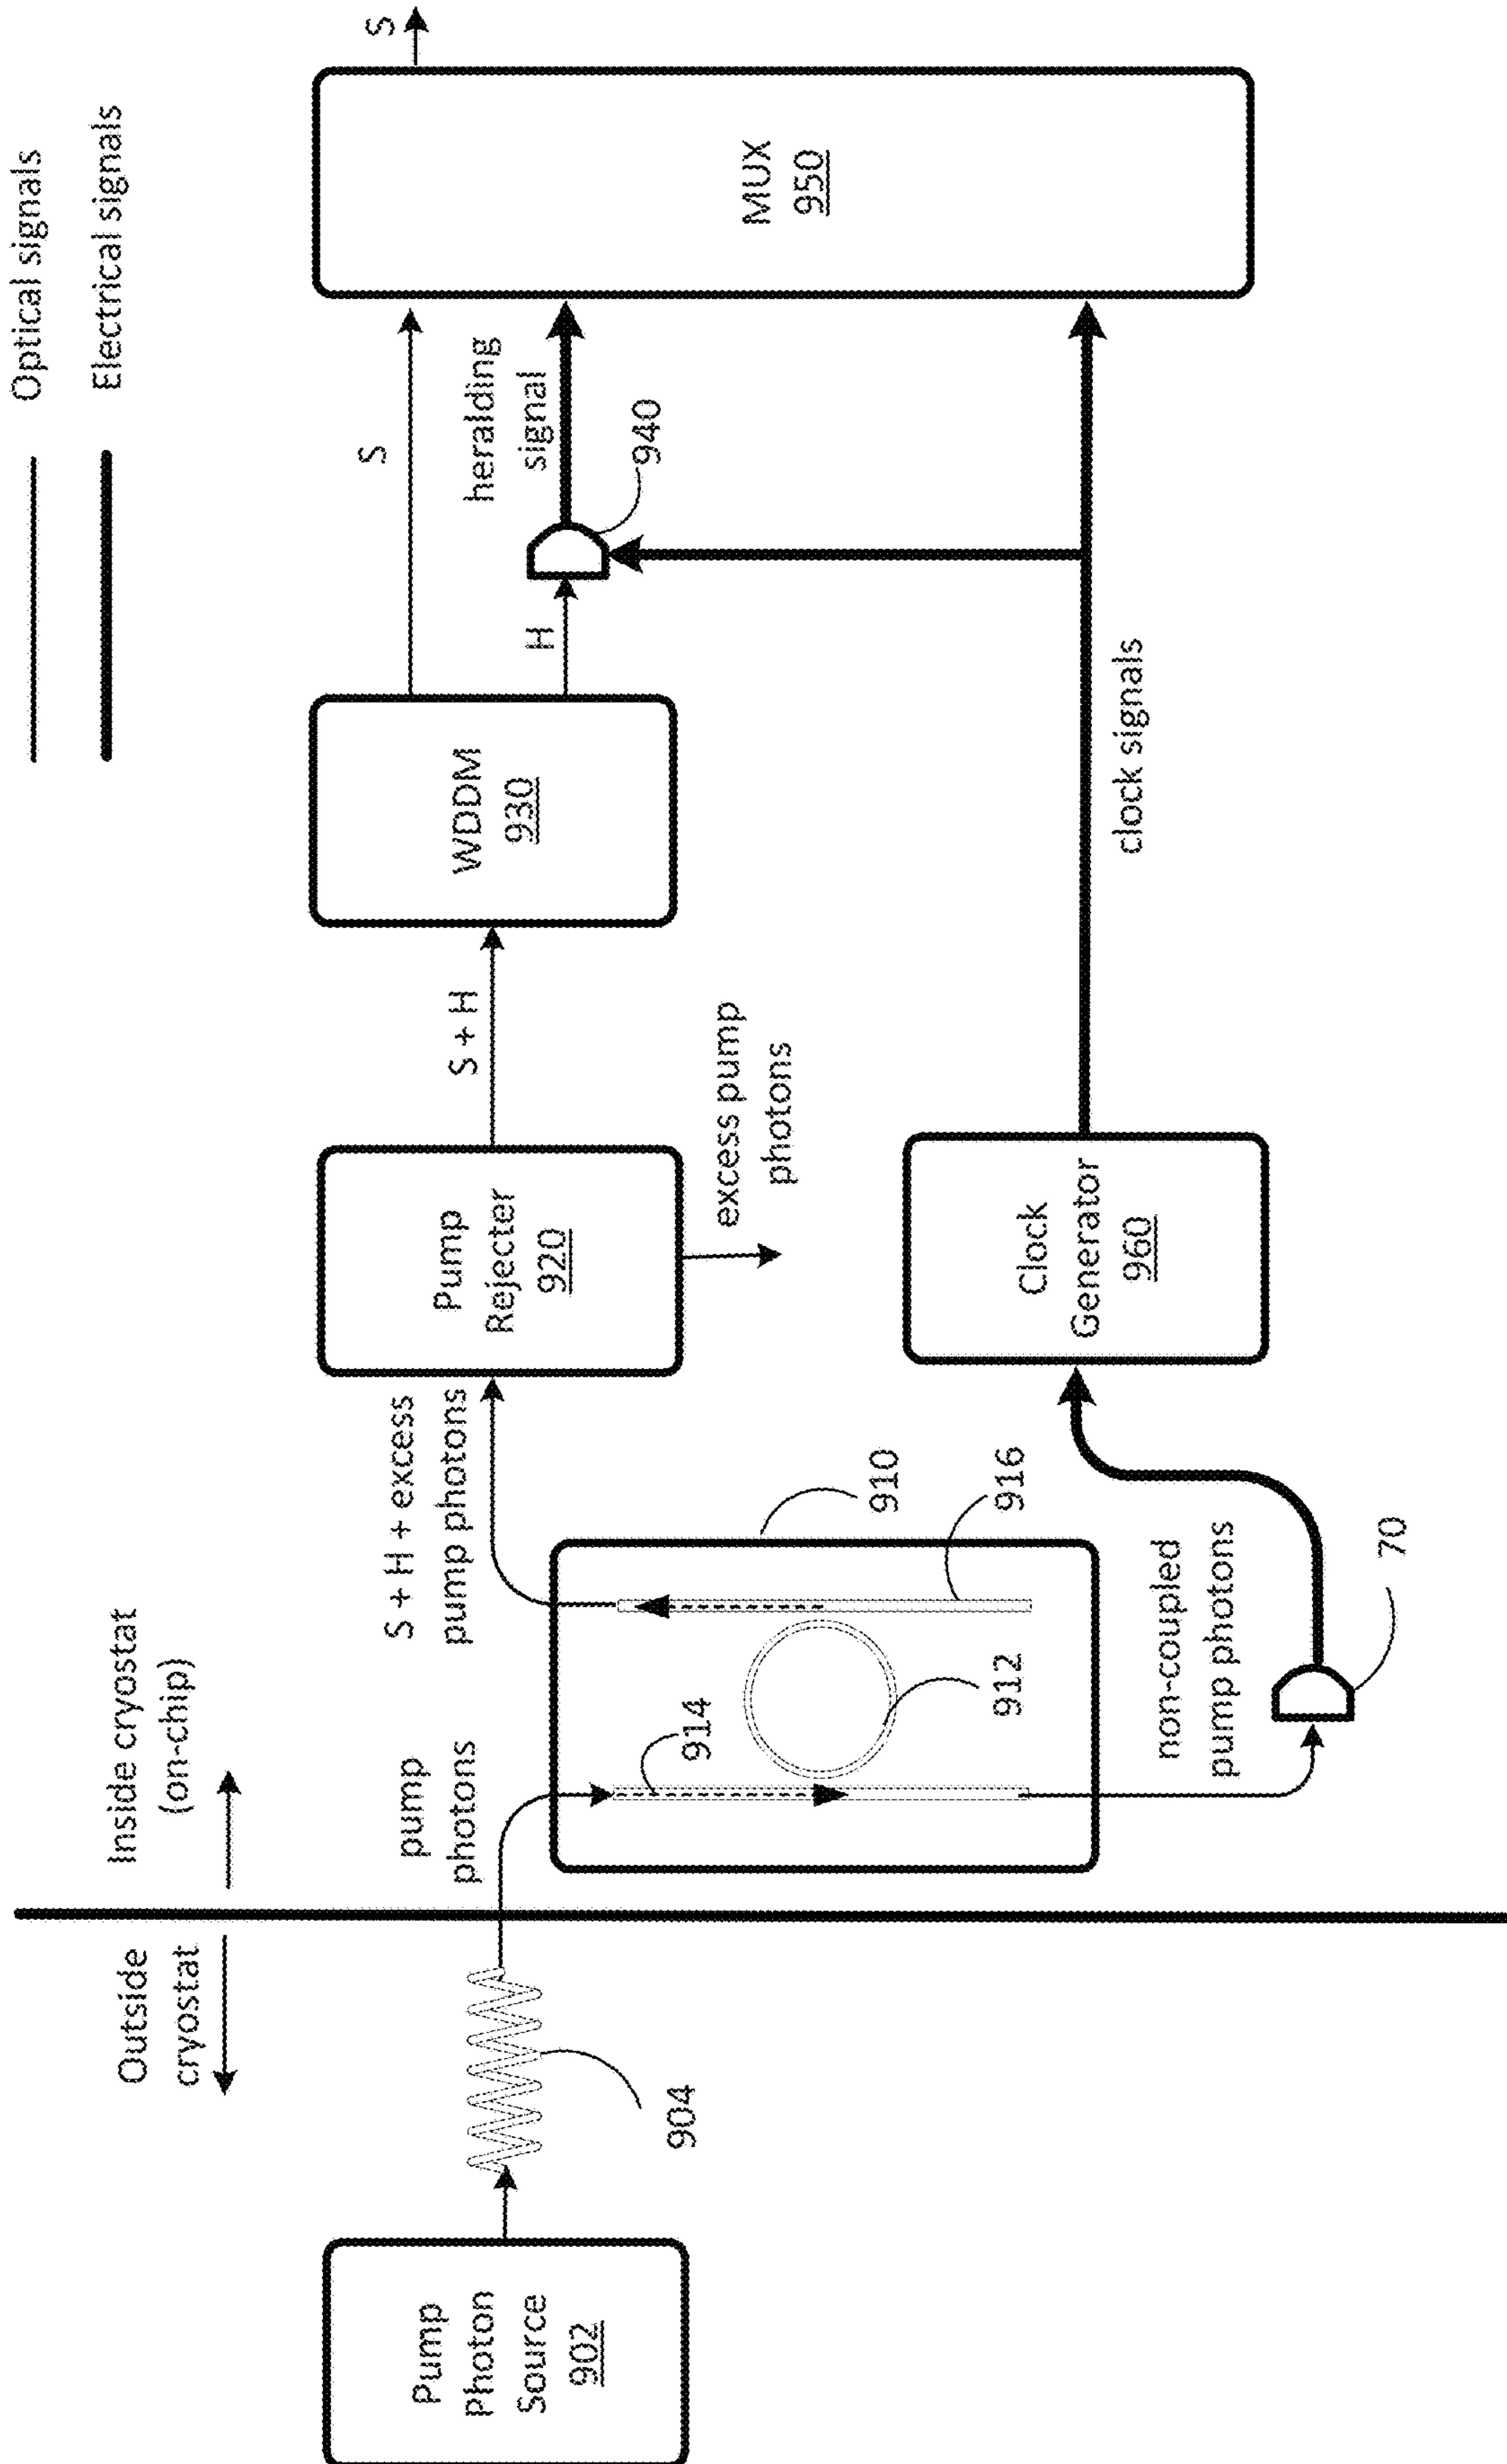 Optical signals
Electrical signals
Outside
cryostat
Inside cryostat
(on-chip)
Pump
Photon
Source
902
904
pump
photons
914
912
910
916
S + H + excess
pump photons
non-coupled
pump photons
70
Pump
Rejecter
920
excess pump
photons
S + H
WDDM
930
S
H
heralding
signal
940
Clock
Generator
960
clock signals
MUX
950
S